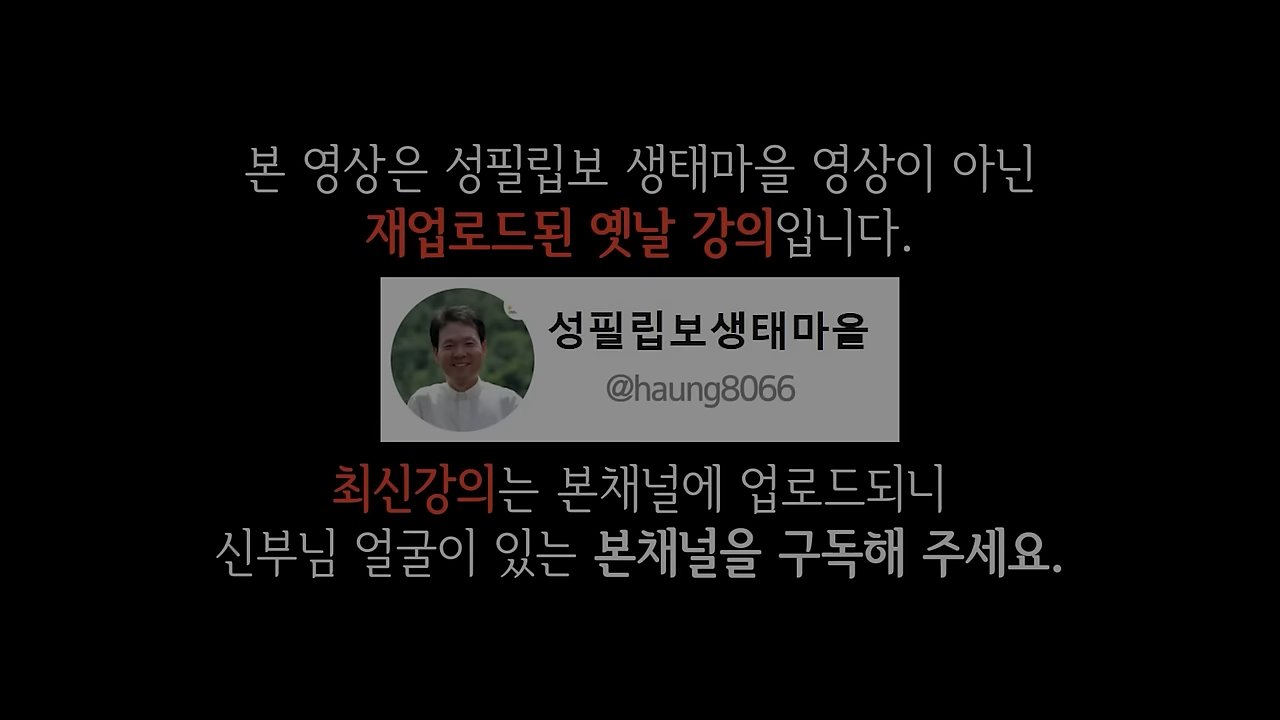 본 영상은 성필립보 생태마을 영상이 아닌
재업로드된 옛날 강의입니다.
성필립보생태마을
@haung8066
최신강의는 본채널에 업로드되니
신부님 얼굴이 있는 본채널을 구독해 주세요.